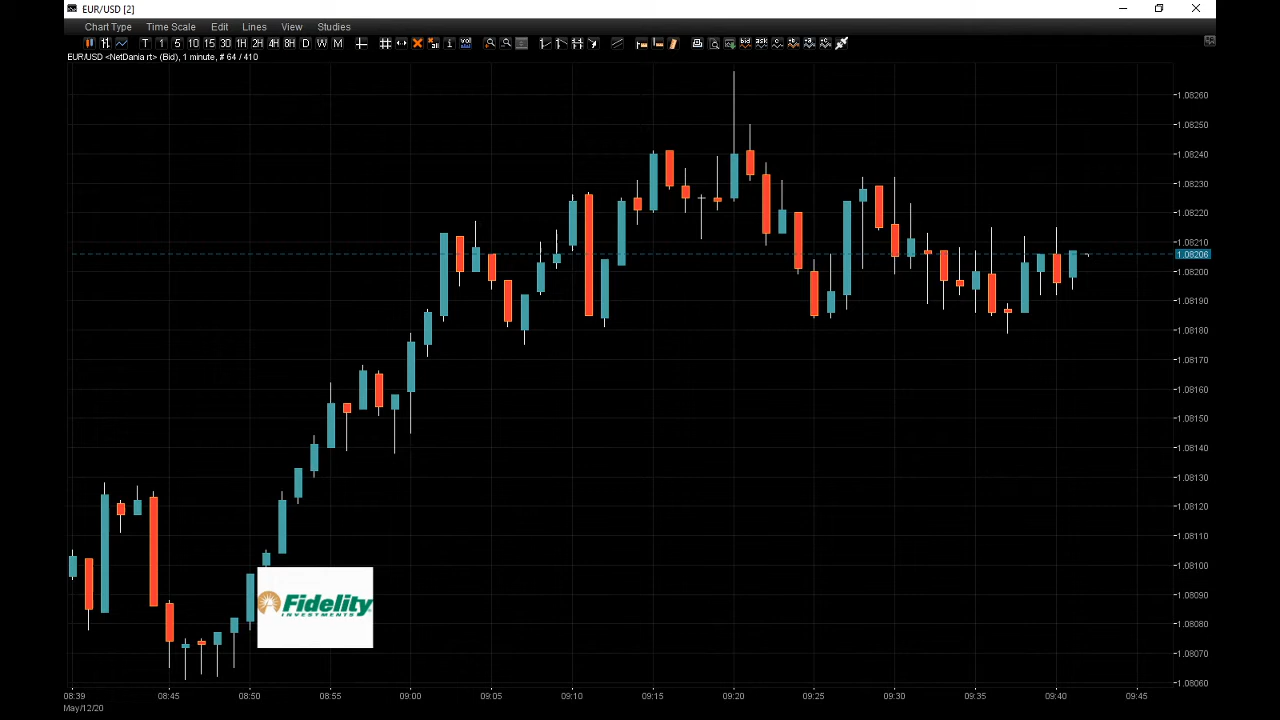 EUR/USD [2]
Chart Type Time Scale Edit Lines View Studies
T 1 5 10 15 30 1H 2H 4H 8H D W M
EUR/USD <NetDania rt> (Bid), 1 minute, # 64 / 410
1.08260
1.08250
1.08240
1.08230
1.08220
1.08210
1.08206
1.08200
1.08190
1.08180
1.08170
1.08160
1.08150
1.08140
1.08130
1.08120
1.08110
1.08100
1.08090
1.08080
1.08070
1.08060
Fidelity
INVESTMENTS
08:39 08:45 08:50 08:55 09:00 09:05 09:10 09:15 09:20 09:25 09:30 09:35 09:40 09:45
May/12/20